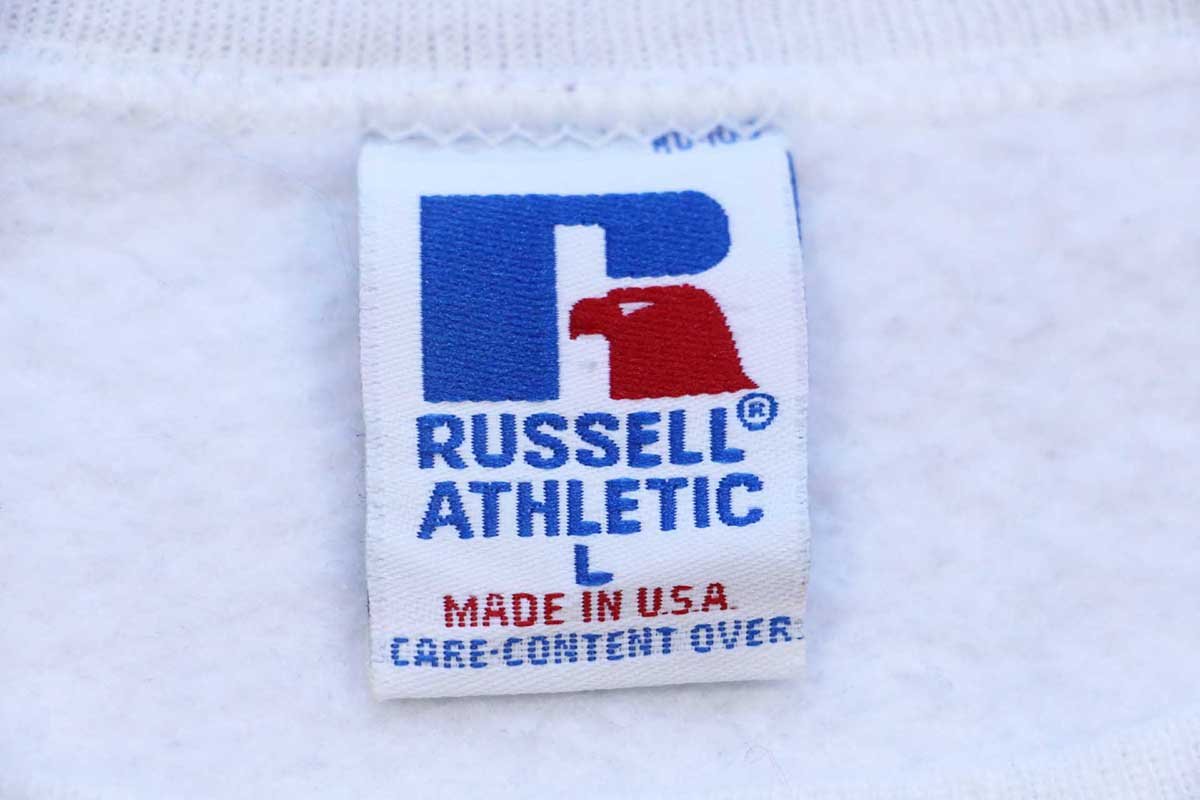 RUSSELL®
ATHLETIC
L
MADE IN U.S.A.
CARE-CONTENT OVER